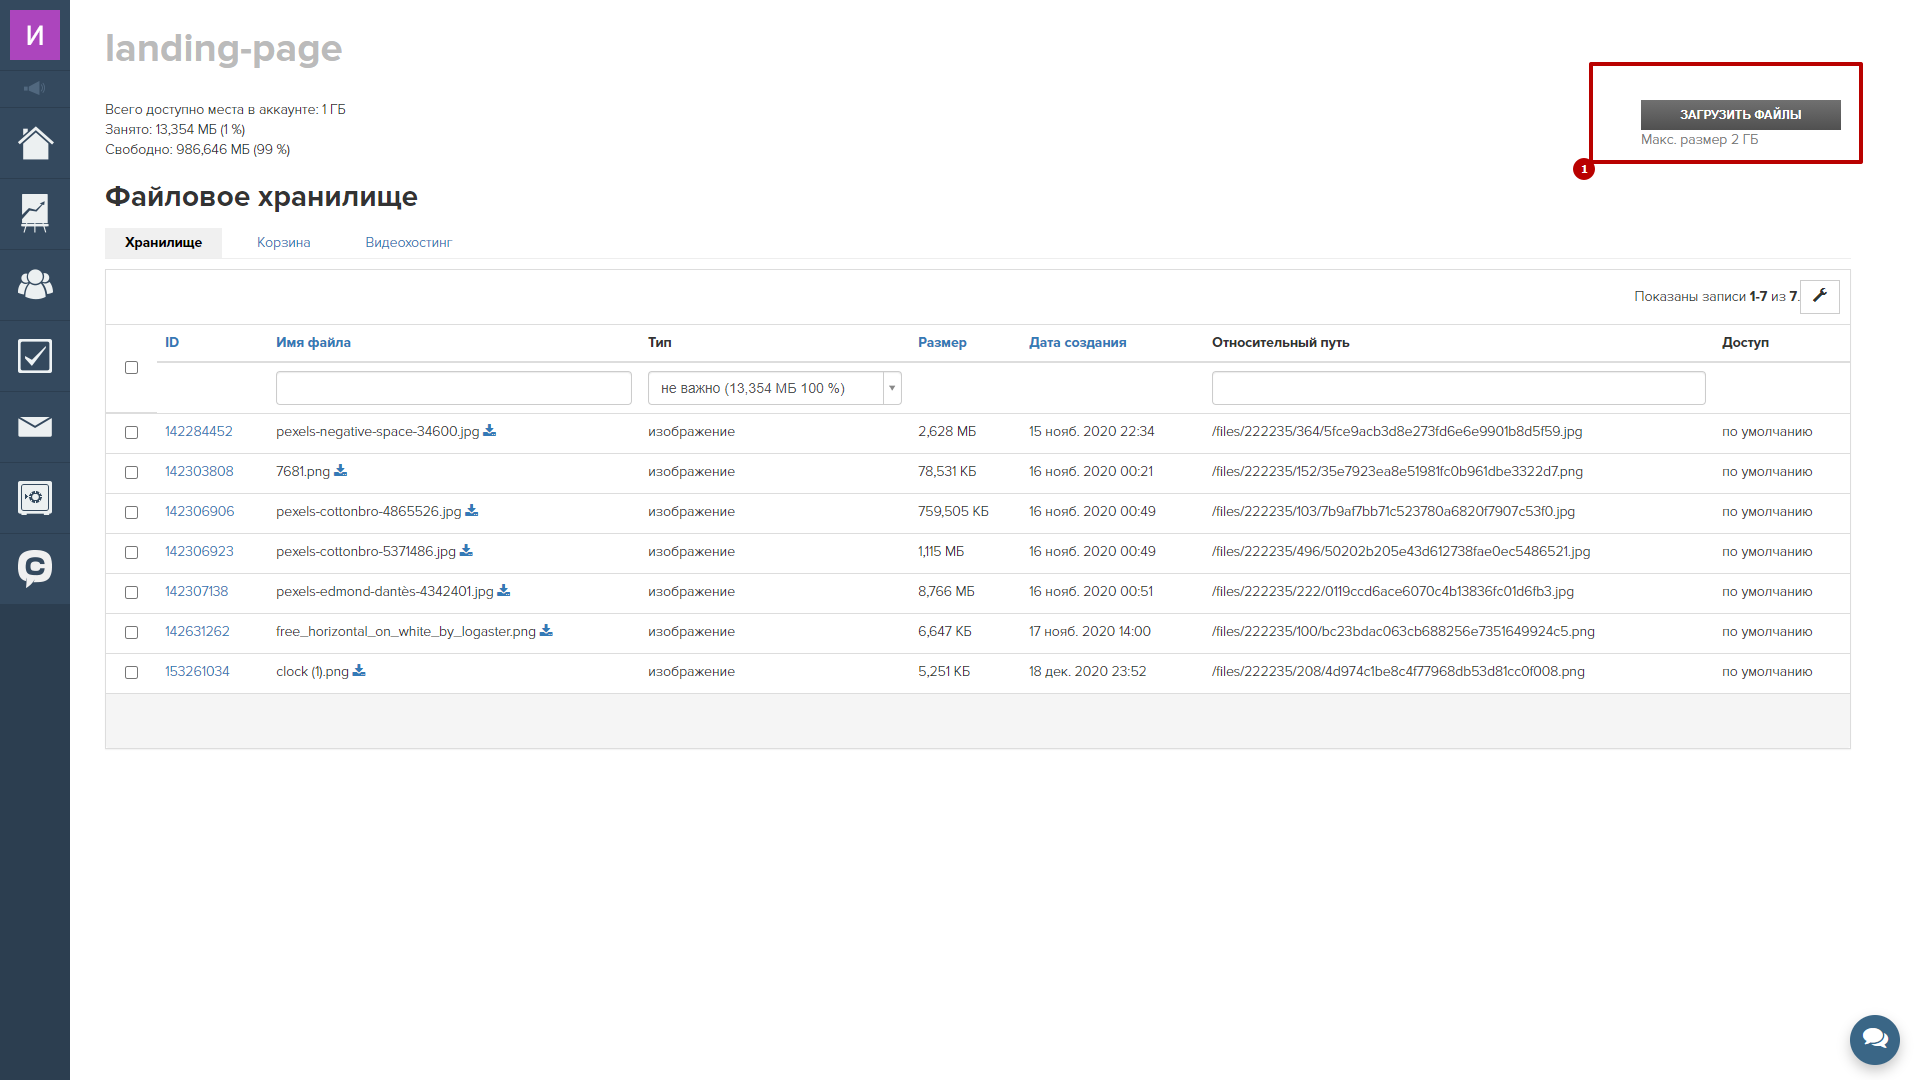 И
landing-page
Всего доступно места в аккаунте: 1 ГБ
Занято: 13,354 МБ (1 %)
Свободно: 986,646 МБ (99 %)
ЗАГРУЗИТЬ ФАЙЛЫ
Макс. размер 2 ГБ
1
Файловое хранилище
Хранилище Корзина Видеохостинг
Показаны записи 1-7 из 7.
ID Имя файла Тип Размер Дата создания Относительный путь Доступ
не важно (13,354 МБ 100 %)
142284452 pexels-negative-space-34600.jpg изображение 2,628 МБ 15 нояб. 2020 22:34 /files/222235/364/5fce9acb3d8e273fd6e6e9901b8d5f59.jpg по умолчанию
142303808 7681.png изображение 78,531 КБ 16 нояб. 2020 00:21 /files/222235/152/35e7923ea8e51981fc0b961dbe3322d7.png по умолчанию
142306906 pexels-cottonbro-4865526.jpg изображение 759,505 КБ 16 нояб. 2020 00:49 /files/222235/103/7b9af7bb71c523780a6820f7907c53f0.jpg по умолчанию
142306923 pexels-cottonbro-5371486.jpg изображение 1,115 МБ 16 нояб. 2020 00:49 /files/222235/496/50202b205e43d612738fae0ec5486521.jpg по умолчанию
142307138 pexels-edmond-dantès-4342401.jpg изображение 8,766 МБ 16 нояб. 2020 00:51 /files/222235/222/0119ccd6ace6070c4b13836fc01d6fb3.jpg по умолчанию
142631262 free_horizontal_on_white_by_logaster.png изображение 6,647 КБ 17 нояб. 2020 14:00 /files/222235/100/bc23bdac063cb688256e7351649924c5.png по умолчанию
153261034 clock (1).png изображение 5,251 КБ 18 дек. 2020 23:52 /files/222235/208/4d974c1be8c4f77968db53d81cc0f008.png по умолчанию